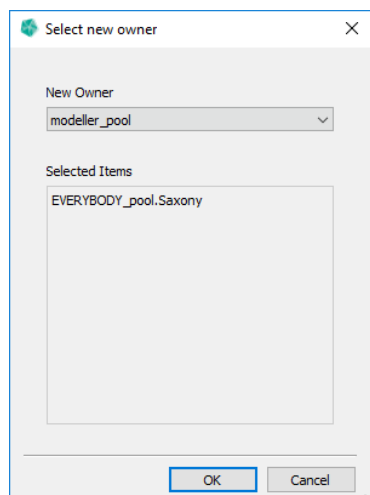 Select new owner
New Owner
modeller_pool
Selected Items
EVERYBODY_pool.Saxony
OK
Cancel